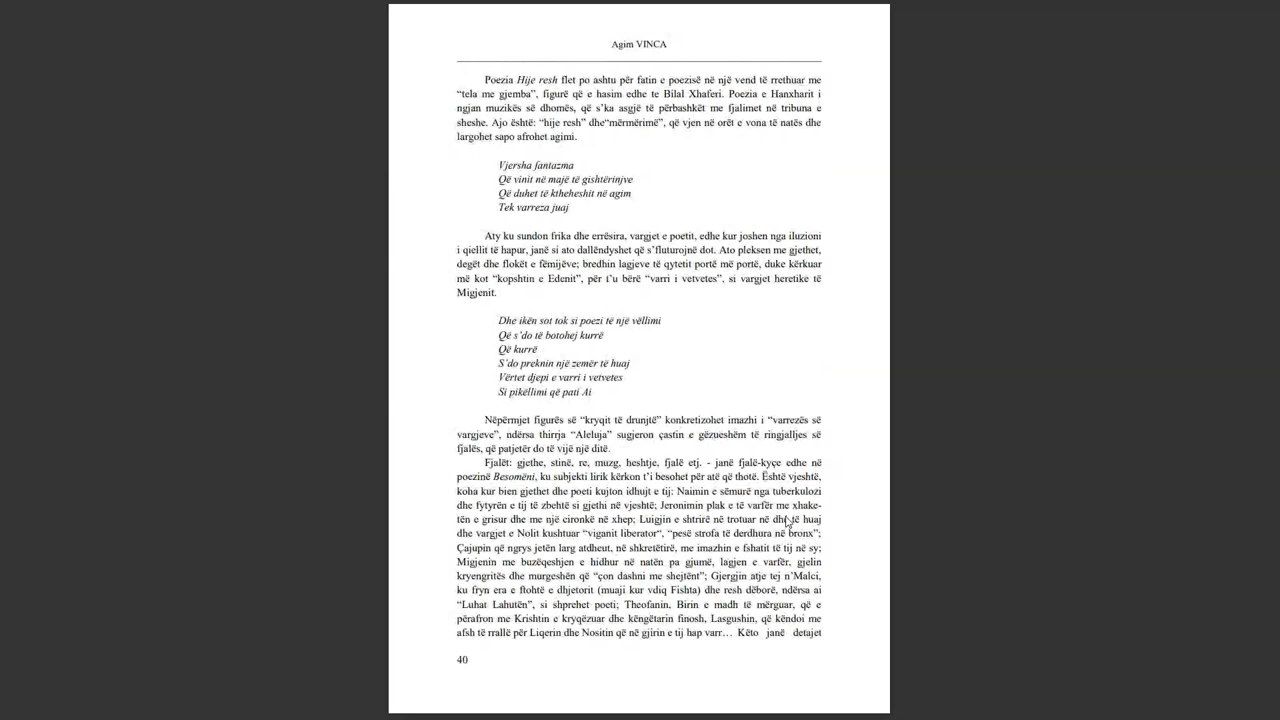 Agim VINCA
Poezia Hije resh flet po ashtu për fatin e poezisë në një vend të rrethuar me
“tela me gjemba”, figurë që e hasim edhe te Bilal Xhaferi. Poezia e Hanxharit i
ngjan muzikës së dhomës, që s’ka asgjë të përbashkët me fjalimet në tribuna e
sheshe. Ajo është: “hije resh” dhe“mërmërimë”, që vjen në orët e vona të natës dhe
largohet sapo afrohet agimi.
Vjersha fantazma
Që vinit në majë të gishtërinjve
Që duhet të ktheheshit në agim
Tek varreza juaj
Aty ku sundon frika dhe errësira, vargjet e poetit, edhe kur joshen nga iluzioni
i qiellit të hapur, janë si ato dallëndyshet që s’fluturojnë dot. Ato pleksen me gjethet,
degët dhe flokët e fëmijëve; bredhin lagjeve të qytetit portë më portë, duke kërkuar
më kot “kopshtin e Edenit”, për t’u bërë “varri i vetvetes”, si vargjet heretike të
Migjenit.
Dhe ikën sot tok si poezi të një vëllimi
Që s’do të botohej kurrë
Që kurrë
S’do preknin një zemër të huaj
Vërtet djepi e varri i vetvetes
Si pikëllimi që pati Ai
Nëpërmjet figurës së “kryqit të drunjtë” konkretizohet imazhi i “varrezës së
vargjeve”, ndërsa thirrja “Aleluja” sugjeron çastin e gëzueshëm të ringjalljes së
fjalës, që patjetër do të vijë një ditë.
Fjalët: gjethe, stinë, re, muzg, heshtje, fjalë etj. - janë fjalë-kyçe edhe në
poezinë Besomëni, ku subjekti lirik kërkon t’i besohet për atë që thotë. Është vjeshtë,
koha kur bien gjethet dhe poeti kujton idhujt e tij: Naimin e sëmurë nga tuberkulozi
dhe fytyrën e tij të zbehtë si gjethi në vjeshtë; Jeronimin plak e të varfër me xhake-
tën e grisur dhe me një cironkë në xhep; Luigjin e shtrirë në trotuar në dhe të huaj
dhe vargjet e Nolit kushtuar “viganit liberator“, “pesë strofa të derdhura në bronx”;
Çajupin që ngrys jetën larg atdheut, në shkretëtirë, me imazhin e fshatit të tij në sy;
Migjenin me buzëqeshjen e hidhur në natën pa gjumë, lagjen e varfër, gjelin
kryengritës dhe murgeshën që “çon dashni me shejtënt”; Gjergjin atje tej n’Malci,
ku fryn era e ftohtë e dhjetorit (muaji kur vdiq Fishta) dhe resh dëborë, ndërsa ai
“Luhat Lahutën”, si shprehet poeti; Theofanin, Birin e madh të mërguar, që e
përafron me Krishtin e kryqëzuar dhe këngëtarin finosh, Lasgushin, që këndoi me
afsh të rrallë për Liqerin dhe Nositin që në gjirin e tij hap varr… Këto janë detajet
40